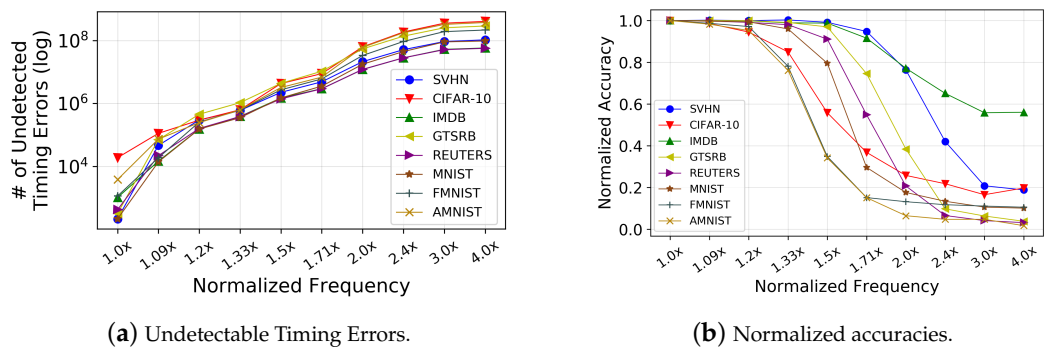 # of Undetected
Timing Errors (log)
10^8
10^6
10^4
SVHN
CIFAR-10
IMDB
GTSRB
REUTERS
MNIST
FMNIST
AMNIST
1.0x 1.09x 1.2x 1.33x 1.5x 1.71x 2.0x 2.4x 3.0x 4.0x
Normalized Frequency
(a) Undetectable Timing Errors.
Normalized Accuracy
1.0
0.8
0.6
0.4
0.2
0.0
SVHN
CIFAR-10
IMDB
GTSRB
REUTERS
MNIST
FMNIST
AMNIST
1.0x 1.09x 1.2x 1.33x 1.5x 1.71x 2.0x 2.4x 3.0x 4.0x
Normalized Frequency
(b) Normalized accuracies.